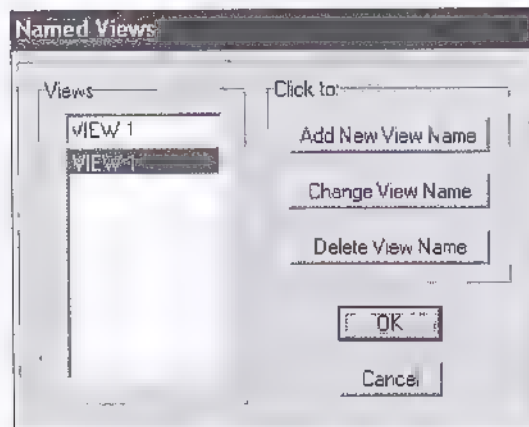 Named Views
Views
VIEW 1
VIEW 1
Click to:
Add New View Name
Change View Name
Delete View Name
OK
Cancel